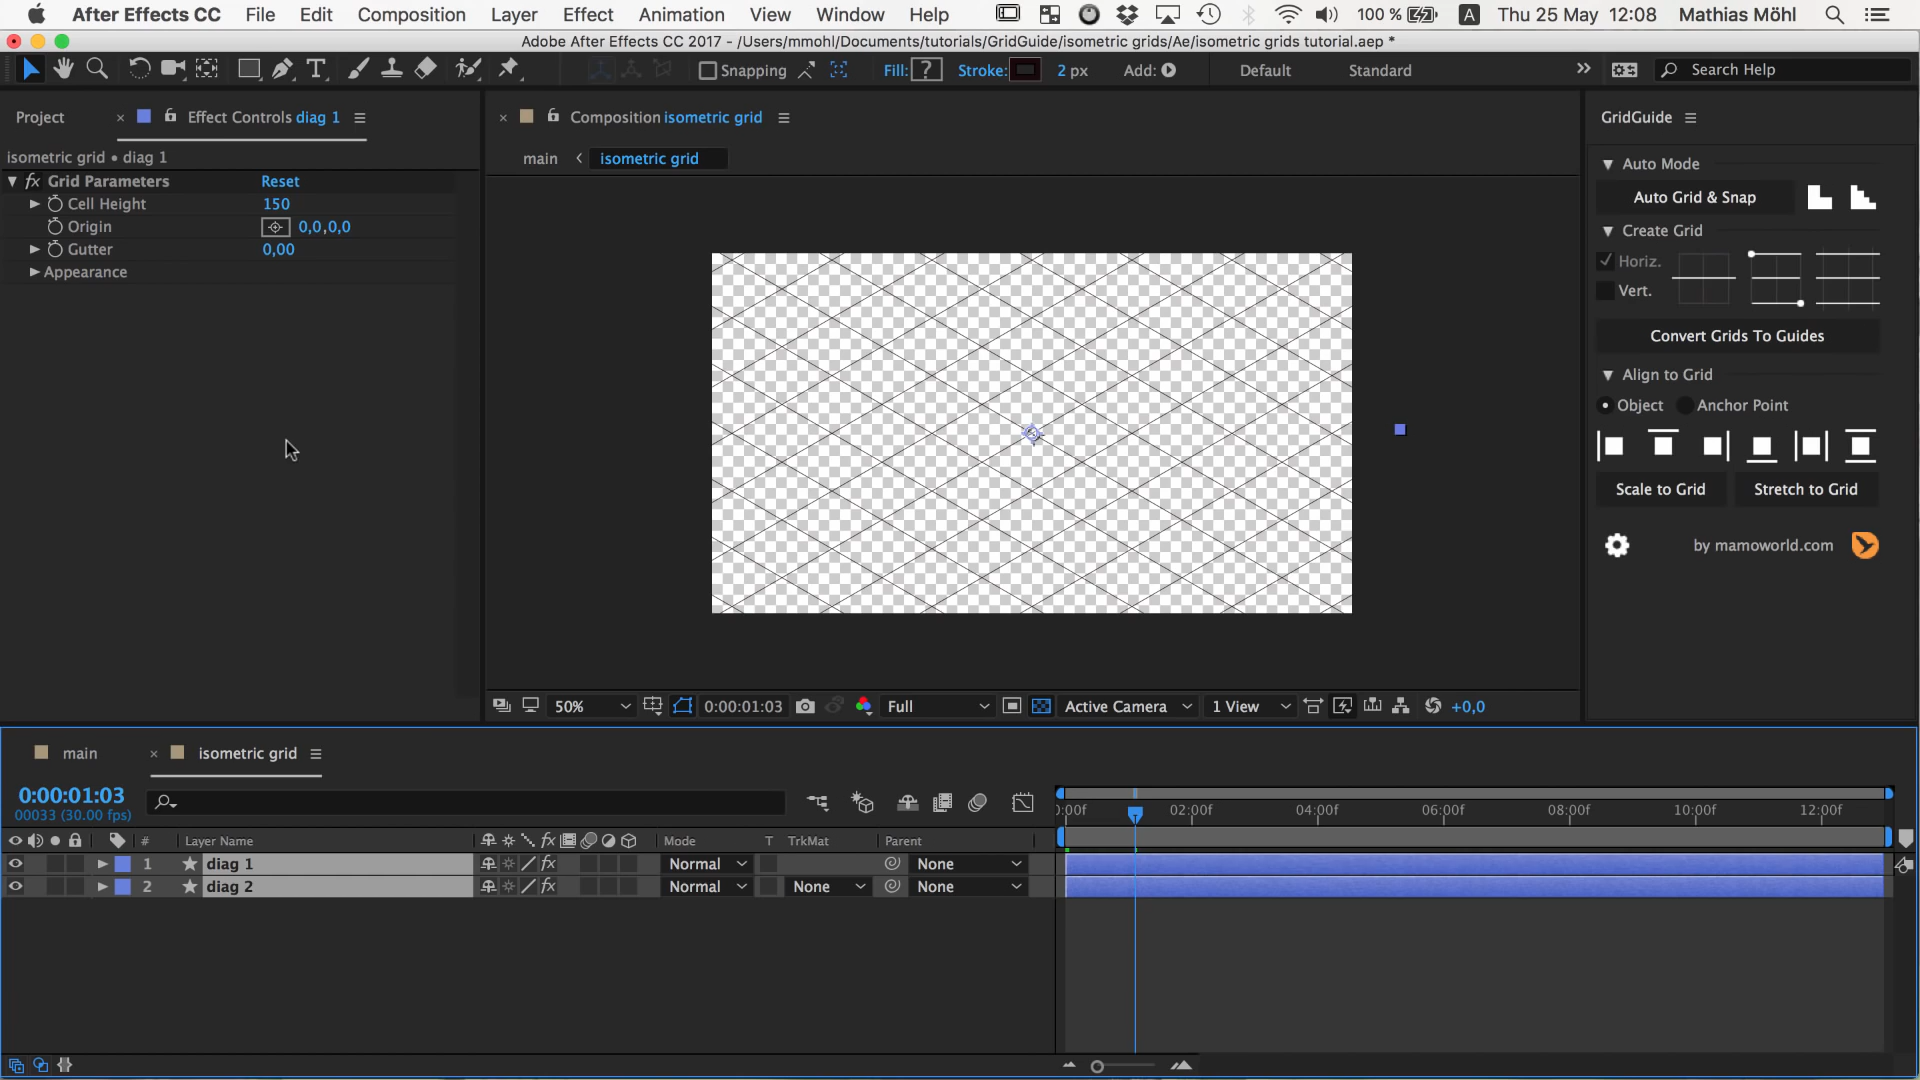 After Effects CC File Edit Composition Layer Effect Animation View Window Help 100 % A Thu 25 May 12:08 Mathias Möhl
Adobe After Effects CC 2017 - /Users/mmohl/Documents/tutorials/GridGuide/isometric grids/Ae/isometric grids tutorial.aep *
Snapping Fill: ? Stroke: 2 px Add: Default Standard Search Help
Project Effect Controls diag 1
isometric grid • diag 1
fx Grid Parameters Reset
Cell Height 150
Origin 0,0,0,0
Gutter 0,00
Appearance
Composition isometric grid
main isometric grid
50% 0:00:01:03 Full Active Camera 1 View +0,0
GridGuide
Auto Mode
Auto Grid & Snap
Create Grid
Horiz.
Vert.
Convert Grids To Guides
Align to Grid
Object Anchor Point
Scale to Grid Stretch to Grid
by mamoworld.com
main isometric grid
0:00:01:03
00033 (30.00 fps)
):00f 02:00f 04:00f 06:00f 08:00f 10:00f 12:00f
# Layer Name fx Mode T TrkMat Parent
1 diag 1 fx Normal None
2 diag 2 fx Normal None None